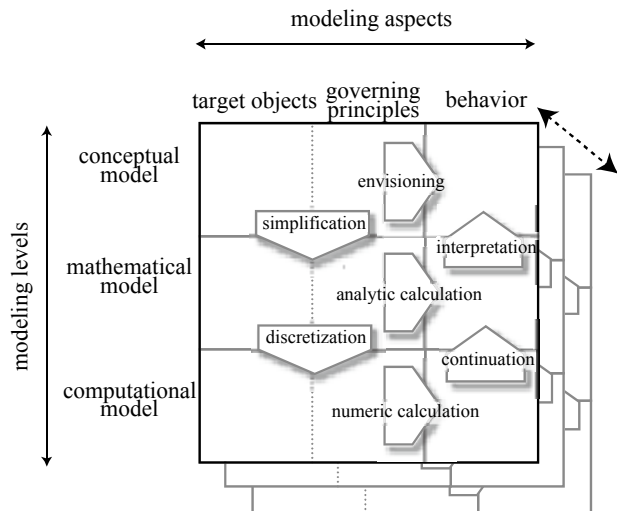 modeling aspects
target objects
governing
principles
behavior
modeling levels
conceptual
model
envisioning
simplification
interpretation
mathematical
model
analytic calculation
discretization
continuation
computational
model
numeric calculation